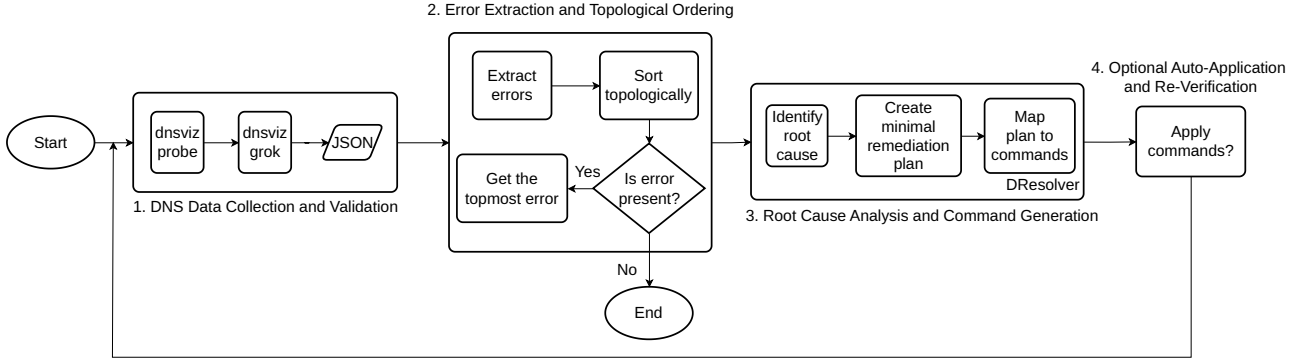 2. Error Extraction and Topological Ordering
Start
dnsviz
probe
dnsviz
grok
JSON
1. DNS Data Collection and Validation
Extract
errors
Sort
topologically
Is error
present?
Yes
Get the
topmost error
No
End
Identify
root
cause
Create
minimal
remediation
plan
Map
plan to
commands
DResolver
3. Root Cause Analysis and Command Generation
4. Optional Auto-Application
and Re-Verification
Apply
commands?